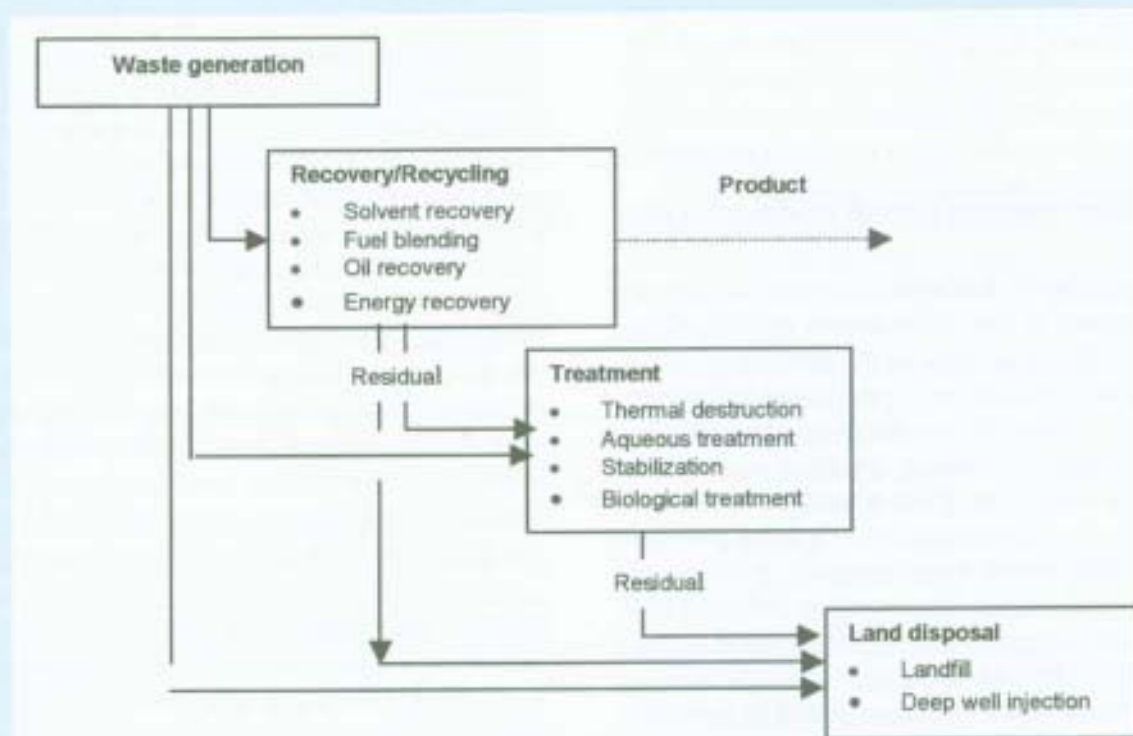 Waste generation
Recovery/Recycling
• Solvent recovery
• Fuel blending
• Oil recovery
• Energy recovery
Product
Residual
Treatment
• Thermal destruction
• Aqueous treatment
• Stabilization
• Biological treatment
Residual
Land disposal
• Landfill
• Deep well injection